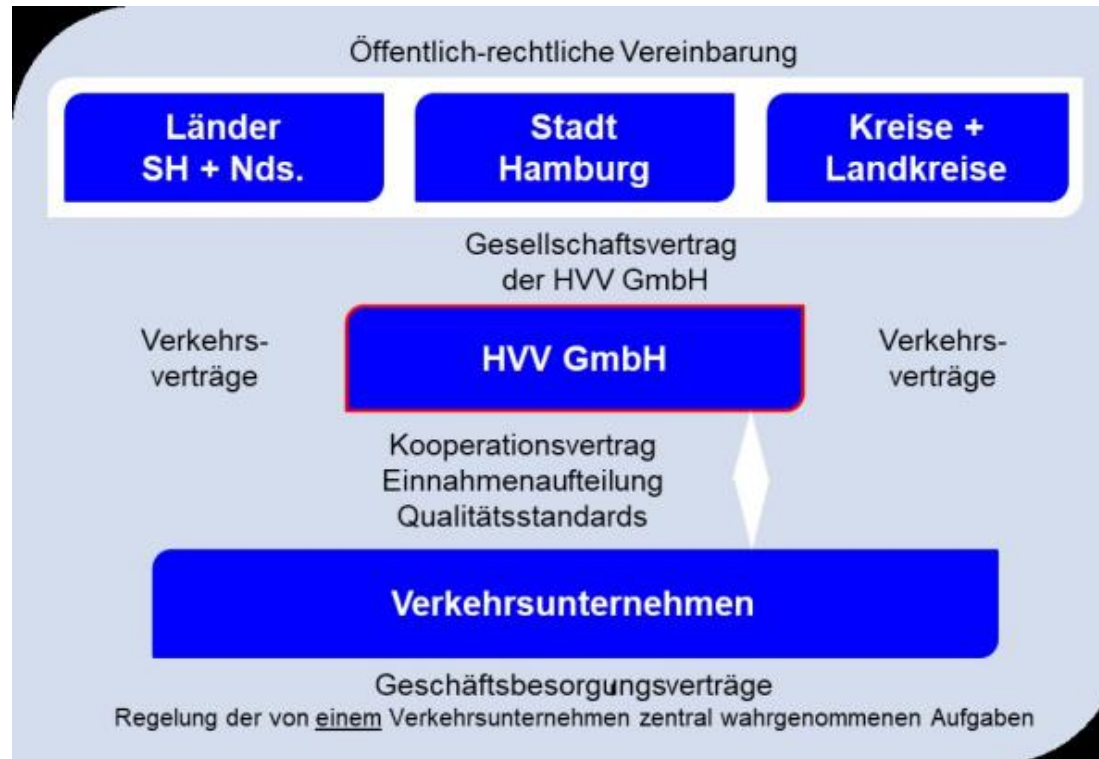 Öffentlich-rechtliche Vereinbarung
Länder
SH + Nds.
Stadt
Hamburg
Kreise +
Landkreise
Gesellschaftsvertrag
der HVV GmbH
Verkehrs-
verträge
HVV GmbH
Verkehrs-
verträge
Kooperationsvertrag
Einnahmenaufteilung
Qualitätsstandards
Verkehrsunternehmen
Geschäftsbesorgungsverträge
Regelung der von einem Verkehrsunternehmen zentral wahrgenommenen Aufgaben